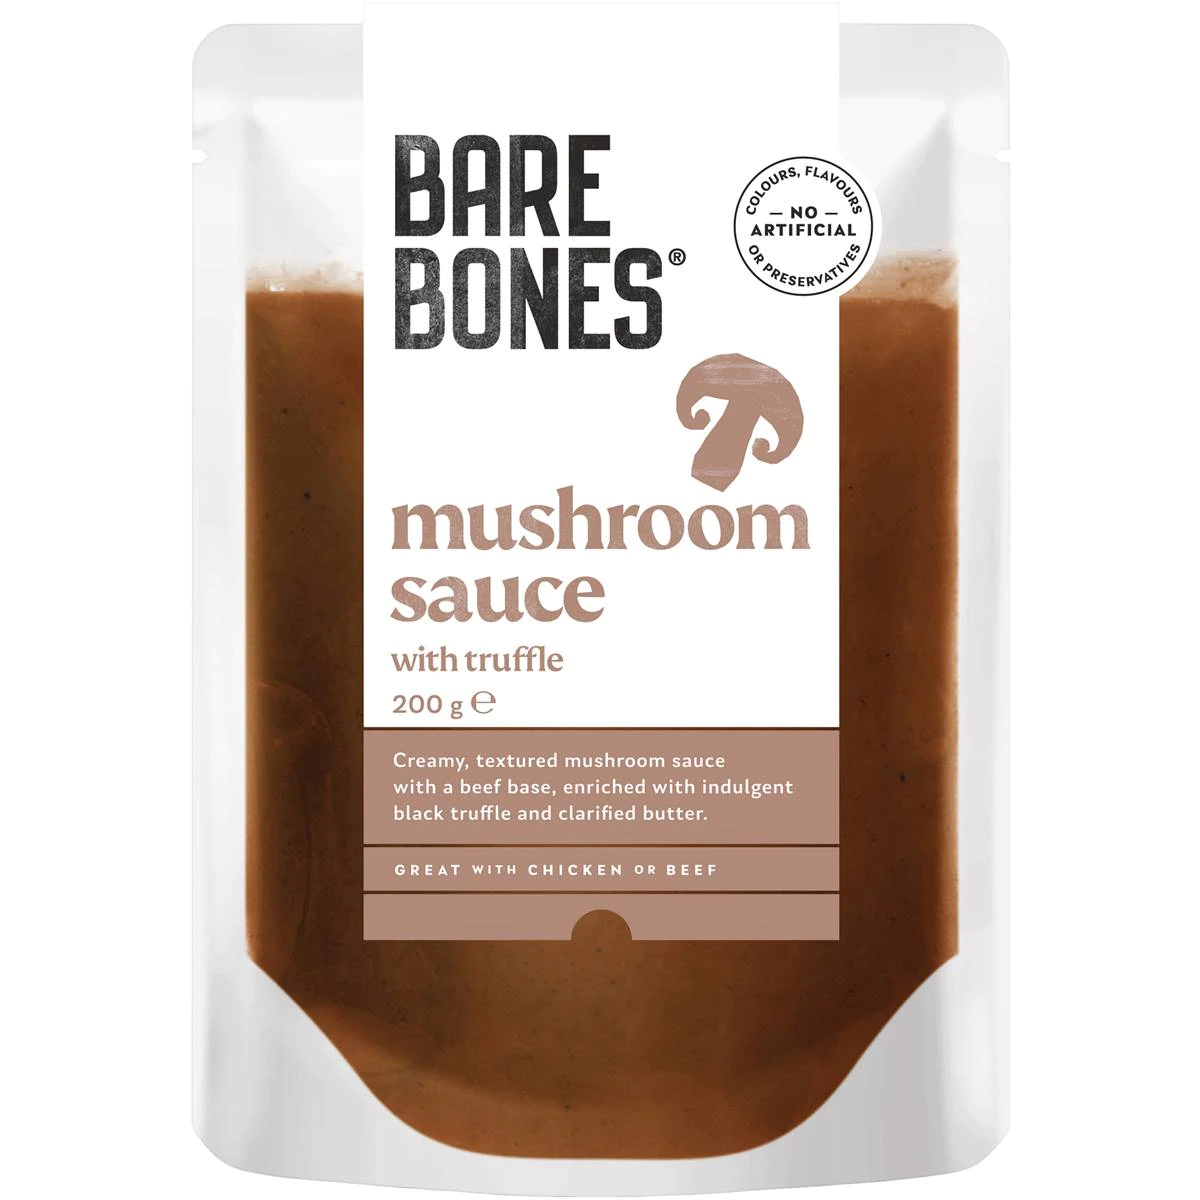 BARE
BONES®
COLOURS, FLAVOURS
— NO —
ARTIFICIAL
OR PRESERVATIVES
mushroom
sauce
with truffle
200 g ℮
Creamy, textured mushroom sauce
with a beef base, enriched with indulgent
black truffle and clarified butter.
GREAT WITH CHICKEN OR BEEF